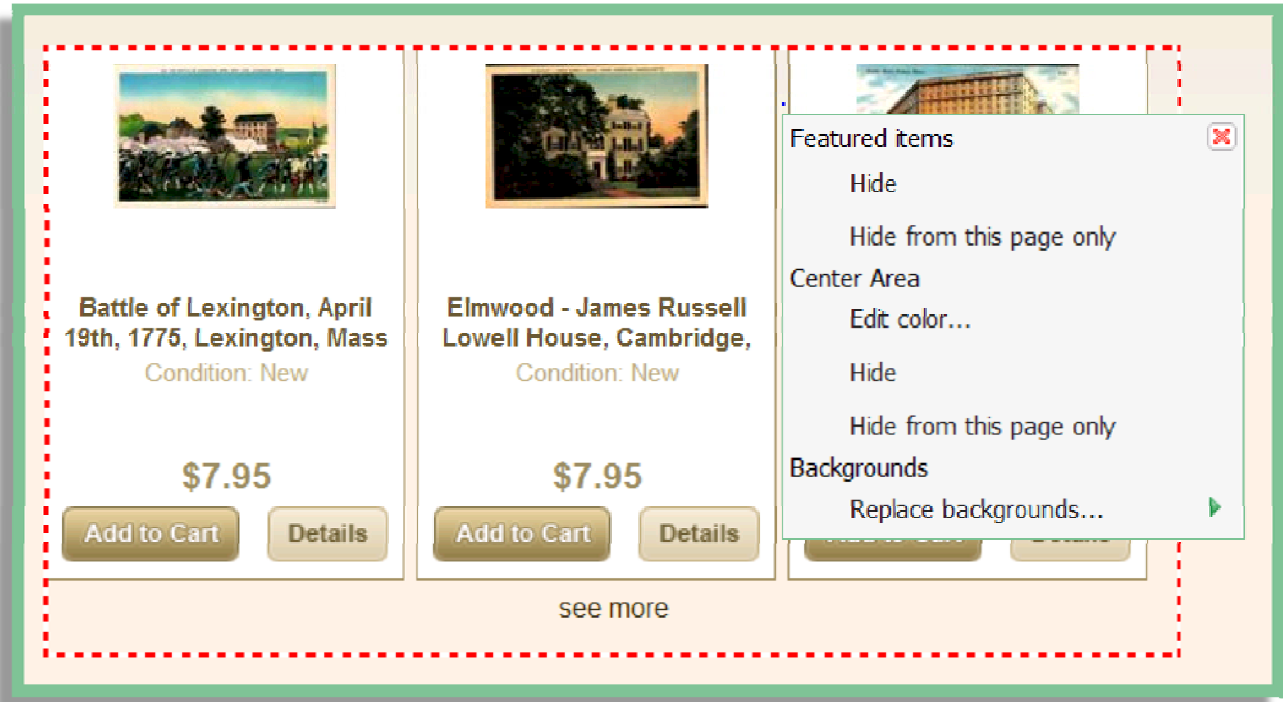 Battle of Lexington, April
19th, 1775, Lexington, Mass
Condition: New
$7.95
Add to Cart
Details
Elmwood - James Russell
Lowell House, Cambridge,
Condition: New
$7.95
Add to Cart
Details
Featured items
Hide
Hide from this page only
Center Area
Edit color...
Hide
Hide from this page only
Backgrounds
Replace backgrounds...
see more